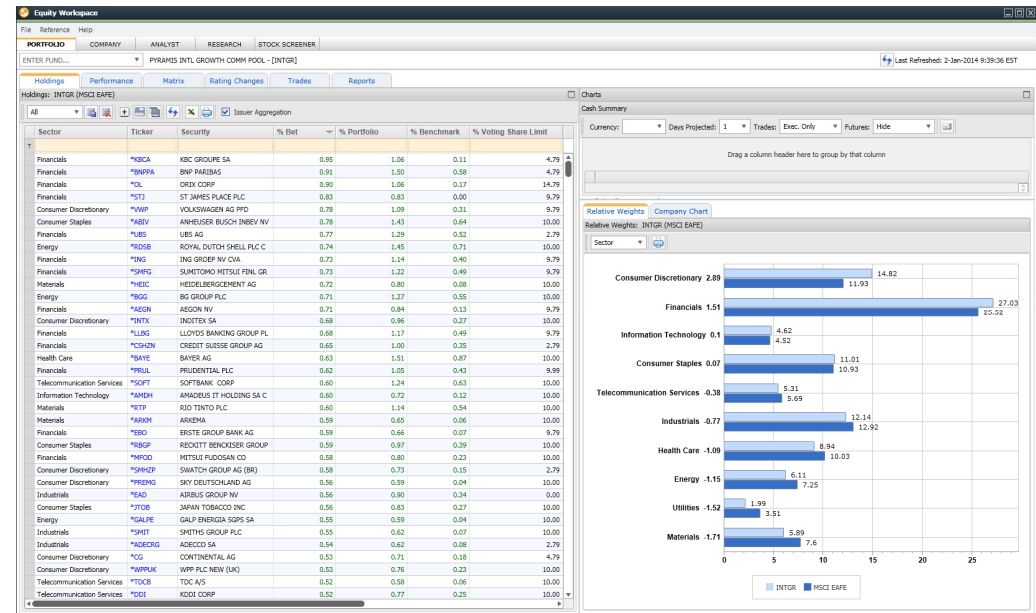 Equity Workspace
File Reference Help
PORTFOLIO COMPANY ANALYST RESEARCH STOCK SCREENER
ENTER FUND... PYRAMIS INTL GROWTH COMM POOL - [INTGR] Last Refreshed: 2-Jan-2014 9:39:36 EST
Holdings Performance Matrix Rating Changes Trades Reports
Holdings: INTGR (MSCI EAFE)
All Issuer Aggregation
Sector Ticker Security % Bet % Portfolio % Benchmark % Voting Share Limit
Financials *KBCA KBC GROUPE SA 0.95 1.06 0.11 4.79
Financials *BNPPA BNP PARIBAS 0.91 1.50 0.58 4.79
Financials *OL ORIX CORP 0.90 1.06 0.17 14.79
Financials *STJ ST JAMES PLACE PLC 0.83 0.83 0.00 9.79
Consumer Discretionary *VWP VOLKSWAGEN AG PFD 0.78 1.09 0.31 9.79
Consumer Staples *ABIV ANHEUSER BUSCH INBEV NV 0.78 1.43 0.64 10.00
Financials *UBS UBS AG 0.77 1.29 0.52 2.79
Energy *RDSB ROYAL DUTCH SHELL PLC C 0.74 1.45 0.71 10.00
Financials *ING ING GROEP NV CVA 0.73 1.14 0.40 9.79
Financials *SMFG SUMITOMO MITSUI FINL GR 0.73 1.22 0.49 9.79
Materials *HEIC HEIDELBERGCEMENT AG 0.72 0.80 0.08 10.00
Energy *BGG BG GROUP PLC 0.71 1.27 0.55 10.00
Financials *AEGN AEGON NV 0.71 0.84 0.13 9.79
Consumer Discretionary *INTX INDITEX SA 0.68 0.96 0.27 10.00
Financials *LLBG LLOYDS BANKING GROUP PL 0.68 1.17 0.49 9.79
Financials *CSHZN CREDIT SUISSE GROUP AG 0.65 1.00 0.35 2.79
Health Care *BAYE BAYER AG 0.63 1.51 0.87 10.00
Financials *PRUL PRUDENTIAL PLC 0.62 1.05 0.43 9.99
Telecommunication Services *SOFT SOFTBANK CORP 0.60 1.24 0.63 10.00
Information Technology *AMDH AMADEUS IT HOLDING SA C 0.60 0.72 0.12 10.00
Materials *RTP RIO TINTO PLC 0.60 1.14 0.54 10.00
Materials *ARKM ARKEMA 0.59 0.65 0.06 10.00
Financials *EBO ERSTE GROUP BANK AG 0.59 0.66 0.07 9.79
Consumer Staples *RBGP RECKITT BENCKISER GROUP 0.59 0.97 0.39 10.00
Financials *MFOD MITSUI FUDOSAN CO 0.58 0.80 0.23 10.00
Consumer Discretionary *SMHZP SWATCH GROUP AG (BR) 0.58 0.73 0.15 2.79
Consumer Discretionary *PREMG SKY DEUTSCHLAND AG 0.56 0.59 0.04 10.00
Industrials *EAD AIRBUS GROUP NV 0.56 0.90 0.34 0.00
Consumer Staples *JTOB JAPAN TOBACCO INC 0.56 0.83 0.27 10.00
Energy *GALPE GALP ENERGIA SGPS SA 0.55 0.59 0.04 10.00
Industrials *SMIT SMITHS GROUP PLC 0.55 0.62 0.07 10.00
Industrials *ADECRG ADECCO SA 0.54 0.62 0.08 2.79
Consumer Discretionary *CG CONTINENTAL AG 0.53 0.71 0.18 4.79
Consumer Discretionary *WPPUK WPP PLC NEW (UK) 0.53 0.76 0.23 10.00
Telecommunication Services *TDCB TDC A/S 0.52 0.58 0.06 10.00
Telecommunication Services *DDI KDDI CORP 0.52 0.77 0.25 10.00
Charts
Cash Summary
Currency: Days Projected: 1 Trades: Exec. Only Futures: Hide
Drag a column header here to group by that column
Relative Weights Company Chart
Relative Weights: INTGR (MSCI EAFE)
Sector
Consumer Discretionary 2.89 14.82
11.93
Financials 1.51 27.03
25.52
Information Technology 0.1 4.62
4.52
Consumer Staples 0.07 11.01
10.93
Telecommunication Services -0.38 5.31
5.69
Industrials -0.77 12.14
12.92
Health Care -1.09 8.94
10.03
Energy -1.15 6.11
7.25
Utilities -1.52 1.99
3.51
Materials -1.71 5.89
7.6
0 5 10 15 20 25
INTGR MSCI EAFE